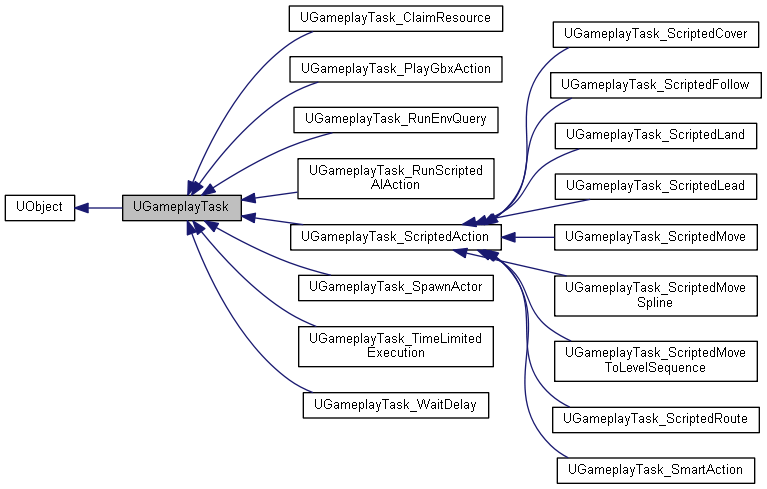 UObject
UGameplayTask
UGameplayTask_ClaimResource
UGameplayTask_PlayGbxAction
UGameplayTask_RunEnvQuery
UGameplayTask_RunScripted
AIAction
UGameplayTask_ScriptedAction
UGameplayTask_SpawnActor
UGameplayTask_TimeLimited
Execution
UGameplayTask_WaitDelay
UGameplayTask_ScriptedCover
UGameplayTask_ScriptedFollow
UGameplayTask_ScriptedLand
UGameplayTask_ScriptedLead
UGameplayTask_ScriptedMove
UGameplayTask_ScriptedMove
Spline
UGameplayTask_ScriptedMove
ToLevelSequence
UGameplayTask_ScriptedRoute
UGameplayTask_SmartAction